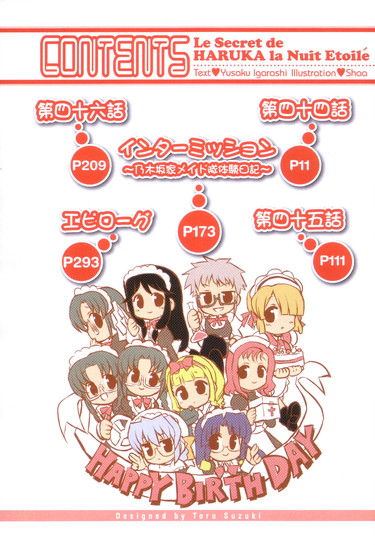 CONTENTS
Le Secret de
HARUKA la Nuit Etoilé
Text♥Yusaku Igarashi Illustration♥Shaa
第四十六話
P209
第四十四話
P11
インターミッション
～乃木坂家メイド隊体験日記～
P173
エピローグ
P293
第四十五話
P111
HAPPY BIRTH DAY
Designed by Toru Suzuki